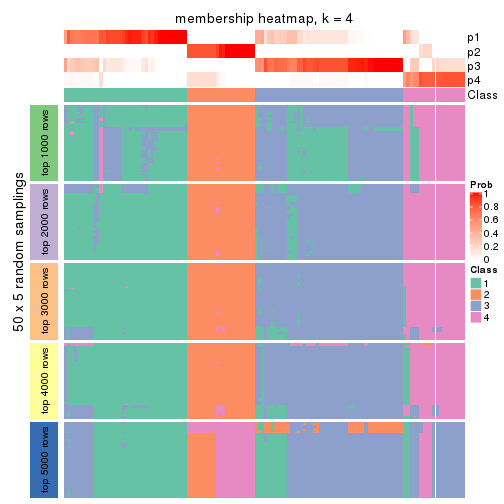 membership heatmap, k = 4
p1
p2
p3
p4
Class
50 x 5 random samplings
top 1000 rows
top 2000 rows
top 3000 rows
top 4000 rows
top 5000 rows
Prob
1
0.8
0.6
0.4
0.2
0
Class
1
2
3
4